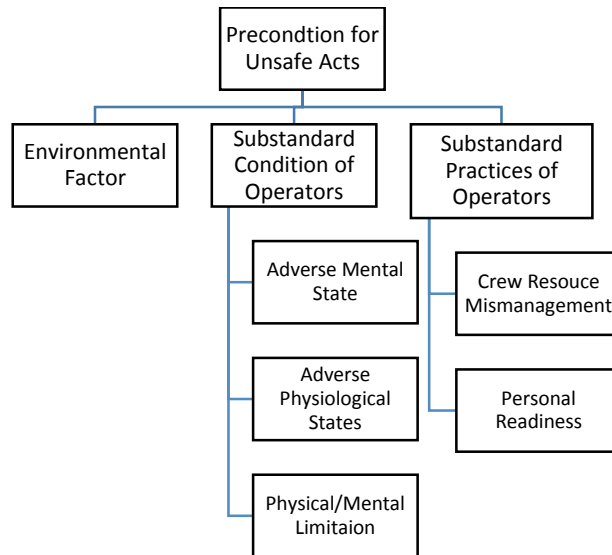 Precondtion for
Unsafe Acts
Environmental
Factor
Substandard
Condition of
Operators
Substandard
Practices of
Operators
Adverse Mental
State
Adverse
Physiological
States
Physical/Mental
Limitaion
Crew Resouce
Mismanagement
Personal
Readiness